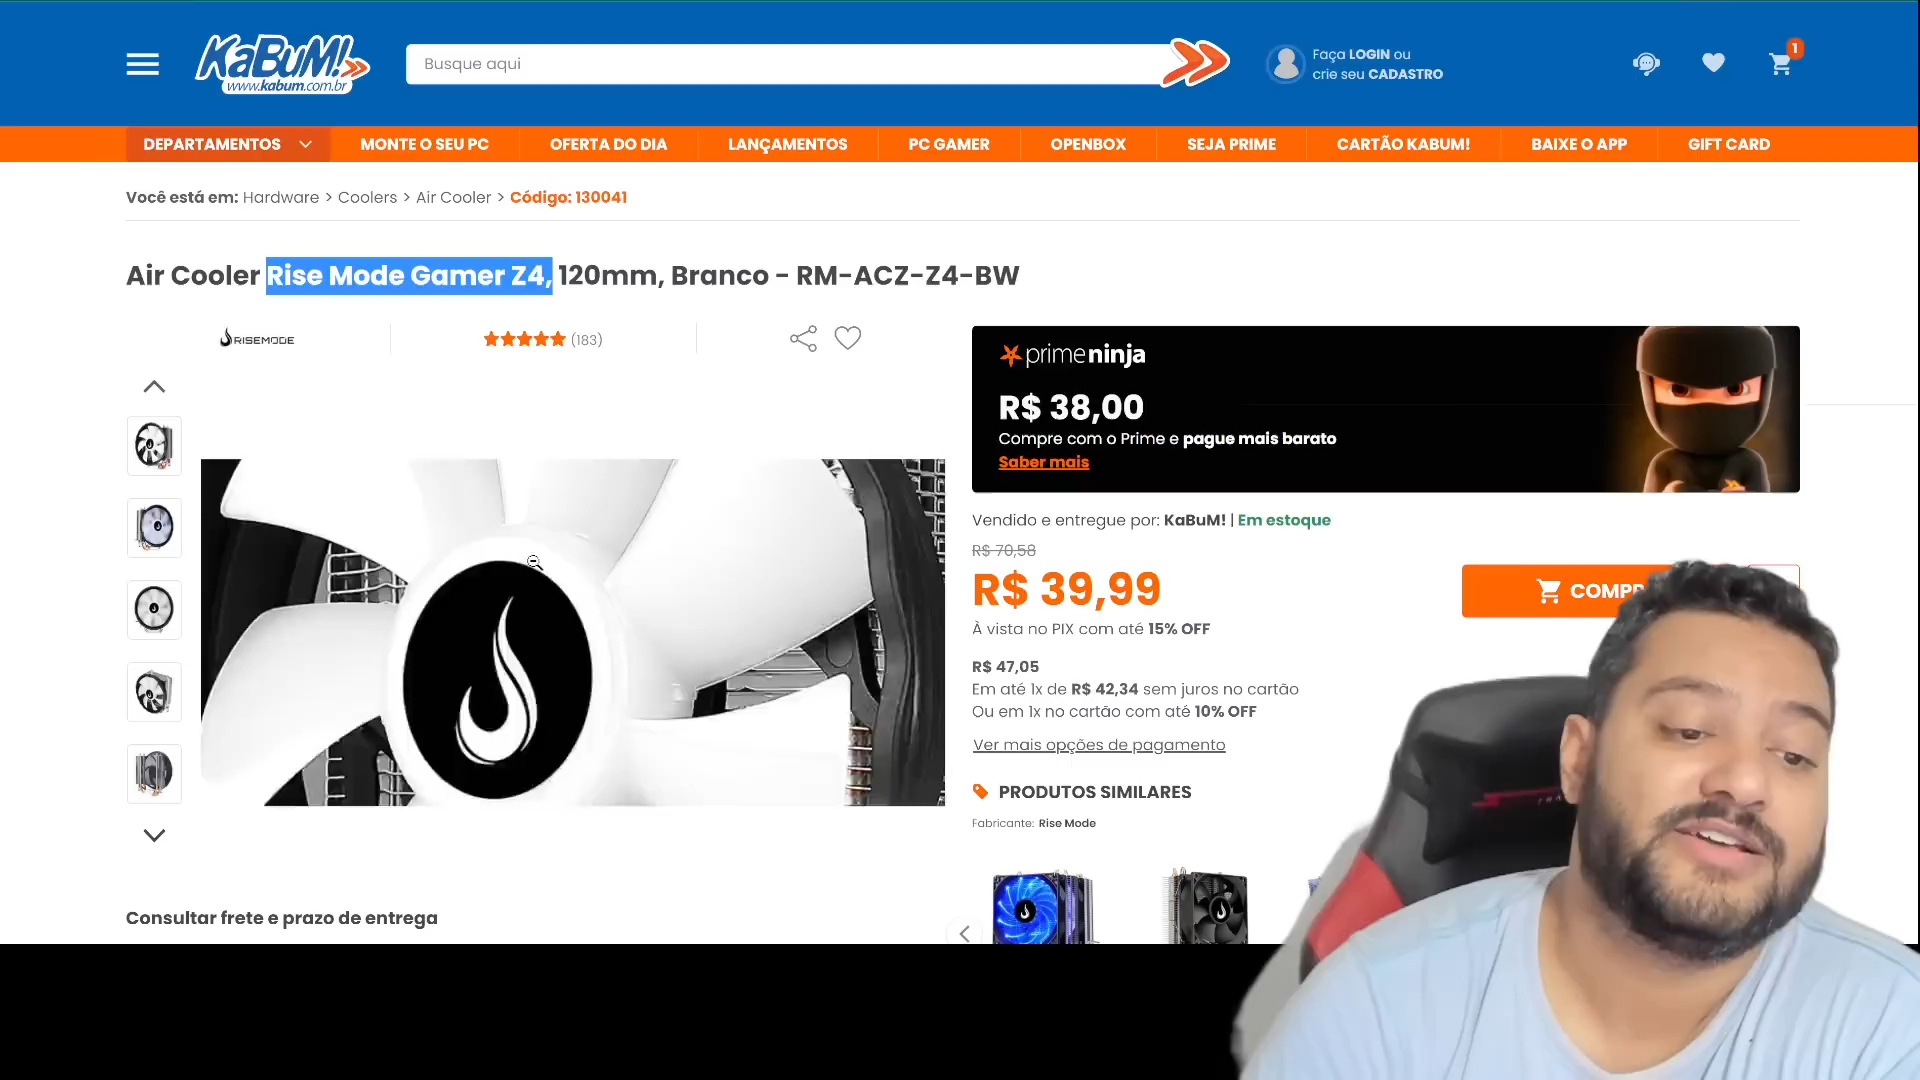 KaBuM!
www.kabum.com.br
Busque aqui
Faça LOGIN ou
crie seu CADASTRO
1
DEPARTAMENTOS
MONTE O SEU PC
OFERTA DO DIA
LANÇAMENTOS
PC GAMER
OPENBOX
SEJA PRIME
CARTÃO KABUM!
BAIXE O APP
GIFT CARD
Você está em: Hardware > Coolers > Air Cooler > Código: 130041
Air Cooler Rise Mode Gamer Z4, 120mm, Branco - RM-ACZ-Z4-BW
RISEMODE
(183)
primeninja
R$ 38,00
Compre com o Prime e pague mais barato
Saber mais
Vendido e entregue por: KaBuM! | Em estoque
R$ 70,58
R$ 39,99
À vista no PIX com até 15% OFF
R$ 47,05
Em até 1x de R$ 42,34 sem juros no cartão
Ou em 1x no cartão com até 10% OFF
Ver mais opções de pagamento
PRODUTOS SIMILARES
Fabricante: Rise Mode
Consultar frete e prazo de entrega